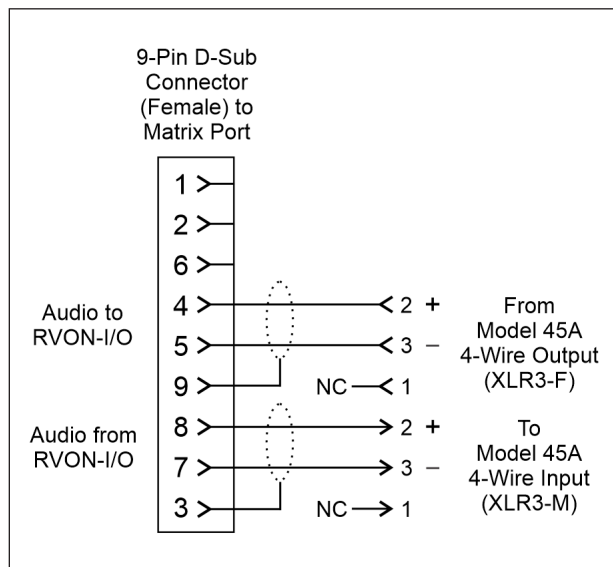 9-Pin D-Sub
Connector
(Female) to
Matrix Port
1
2
6
4
5
9
8
7
3
Audio to
RVON-I/O
Audio from
RVON-I/O
2 +
3 –
NC 1
From
Model 45A
4-Wire Output
(XLR3-F)
2 +
3 –
NC 1
To
Model 45A
4-Wire Input
(XLR3-M)